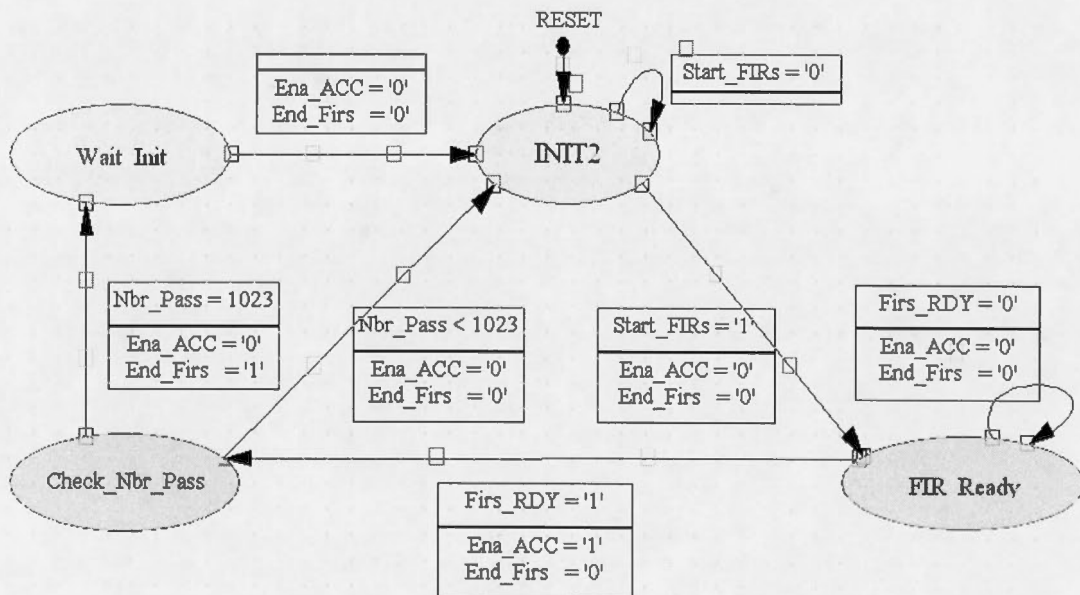 RESET
Start_FIRs = '0'
Ena_ACC = '0'
End_Firs = '0'
Wait Init
INIT2
Nbr_Pass = 1023
Ena_ACC = '0'
End_Firs = '1'
Nbr_Pass < 1023
Ena_ACC = '0'
End_Firs = '0'
Start_FIRs = '1'
Ena_ACC = '0'
End_Firs = '0'
Firs_RDY = '0'
Ena_ACC = '0'
End_Firs = '0'
Check_Nbr_Pass
FIR Ready
Firs_RDY = '1'
Ena_ACC = '1'
End_Firs = '0'